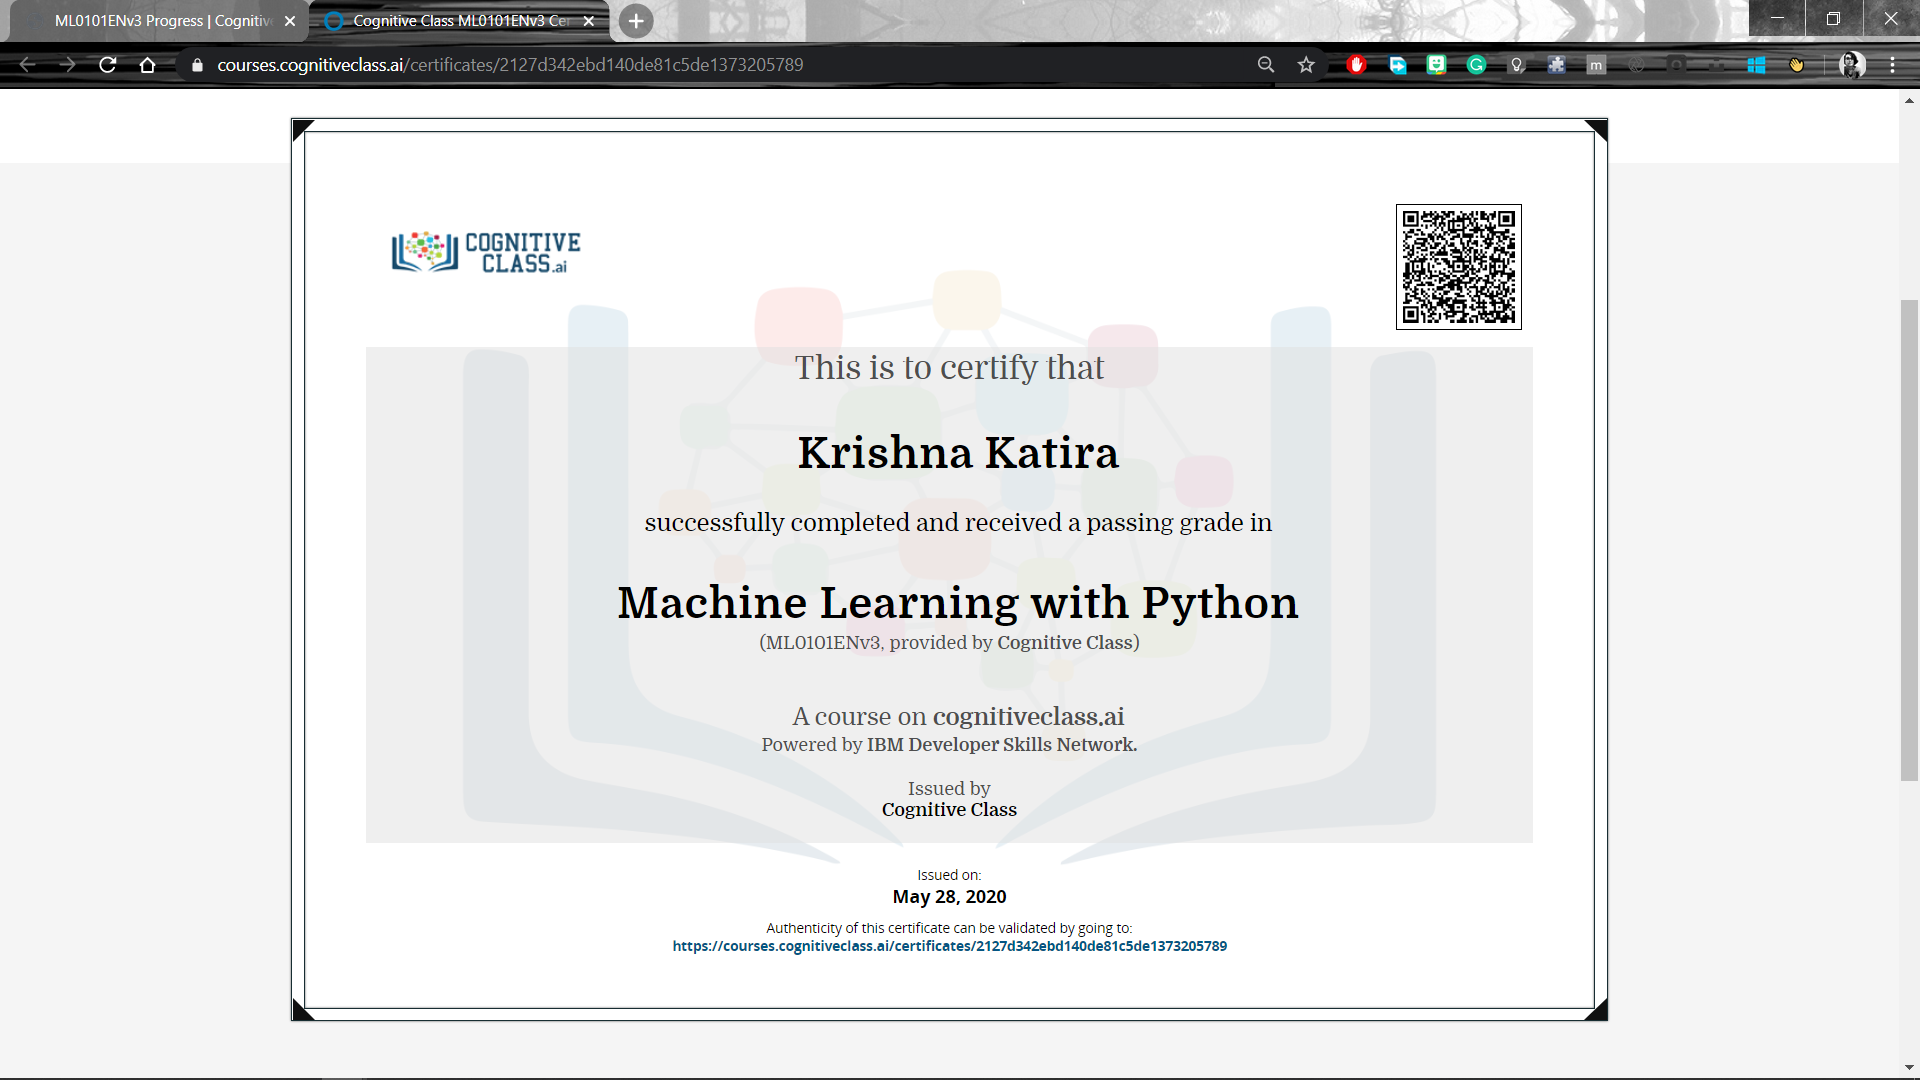 ML0101ENv3 Progress | Cogniti
Cognitive Class ML0101ENv3 Ce
courses.cognitiveclass.ai/certificates/2127d342ebd140de81c5de1373205789
m
COGNITIVE
CLASS.ai
This is to certify that
Krishna Katira
successfully completed and received a passing grade in
Machine Learning with Python
(ML0101ENv3, provided by Cognitive Class)
A course on cognitiveclass.ai
Powered by IBM Developer Skills Network.
Issued by
Cognitive Class
Issued on:
May 28, 2020
Authenticity of this certificate can be validated by going to:
https://courses.cognitiveclass.ai/certificates/2127d342ebd140de81c5de1373205789